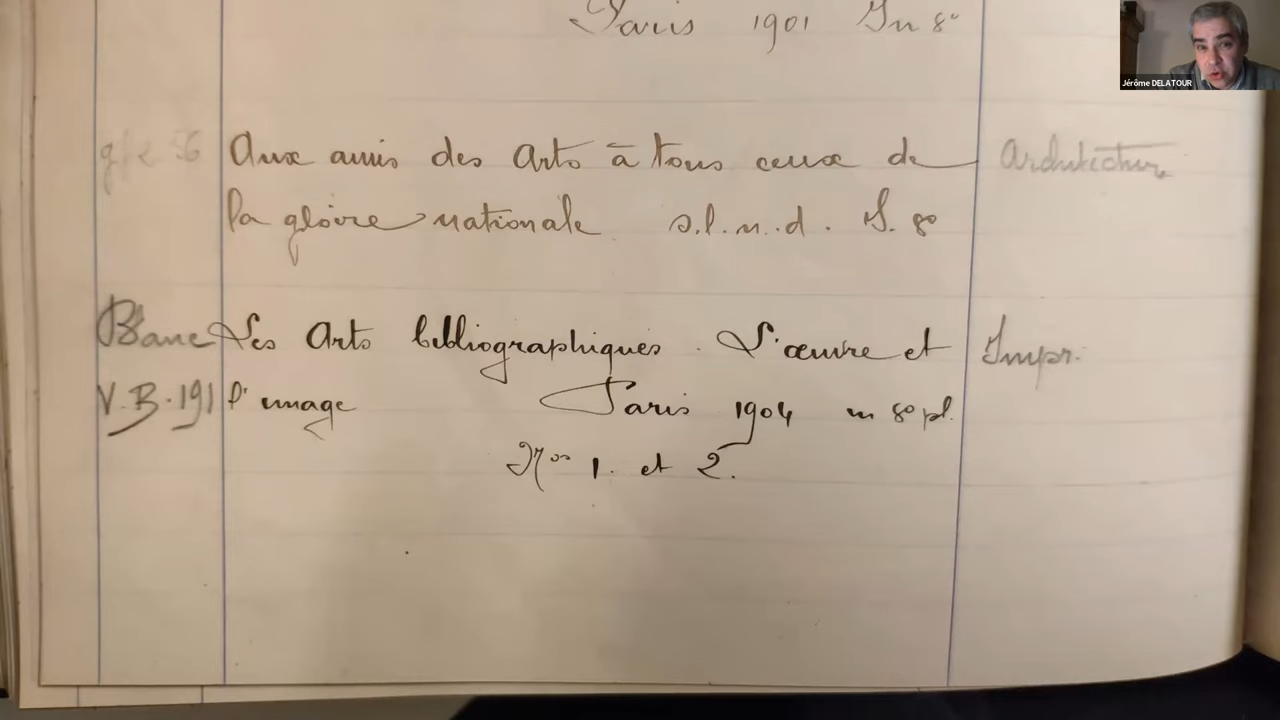 Paris 1901 In 8°
Jérôme DELATOUR
Aux amis des Arts à tous ceux de Architecture
la gloire nationale s.l.n.d. I. 8°
Blanc Les Arts bibliographiques. L'œuvre et Impr.
V.B.191 l'image Paris 1904 in 8° pl.
Nos 1. et 2.